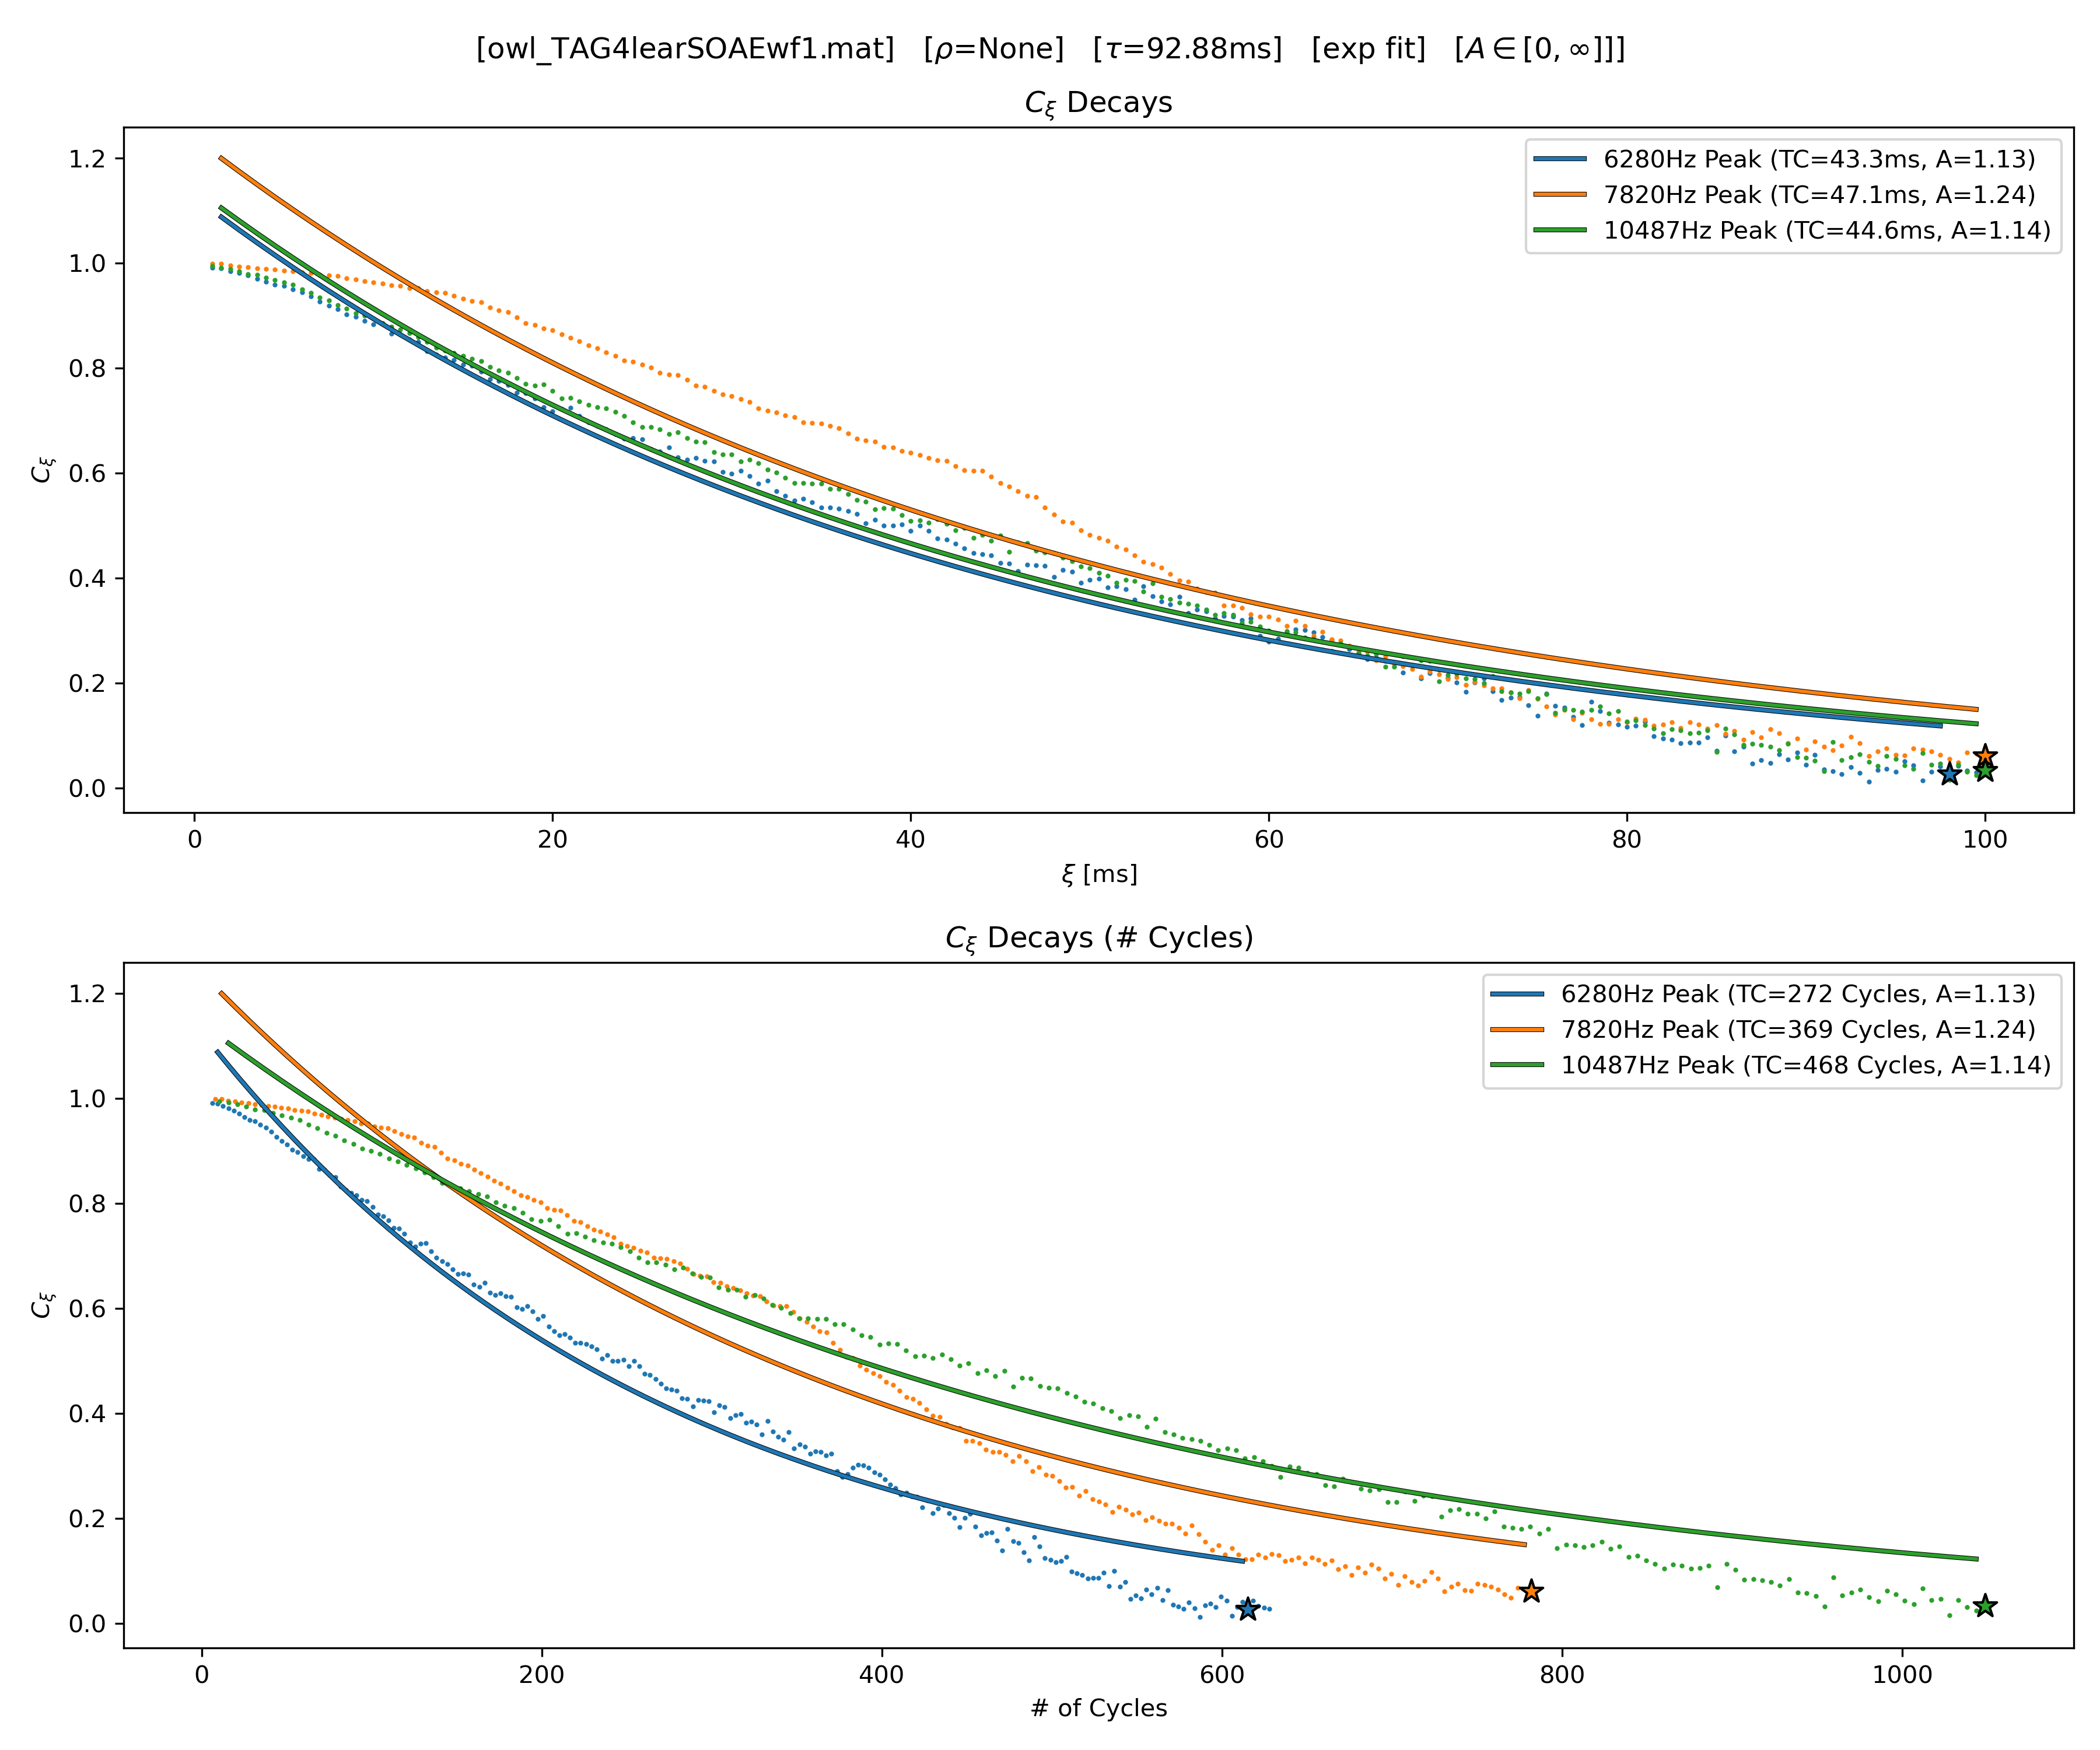 [owl_TAG4learSOAEwf1.mat] [ρ=None] [τ=92.88ms] [exp fit] [A ∈ [0, ∞]]]
C_ξ Decays
1.2
1.0
0.8
0.6
0.4
0.2
0.0
C_ξ
6280Hz Peak (TC=43.3ms, A=1.13)
7820Hz Peak (TC=47.1ms, A=1.24)
10487Hz Peak (TC=44.6ms, A=1.14)
0 20 40 60 80 100
ξ [ms]
C_ξ Decays (# Cycles)
1.2
1.0
0.8
0.6
0.4
0.2
0.0
C_ξ
6280Hz Peak (TC=272 Cycles, A=1.13)
7820Hz Peak (TC=369 Cycles, A=1.24)
10487Hz Peak (TC=468 Cycles, A=1.14)
0 200 400 600 800 1000
# of Cycles